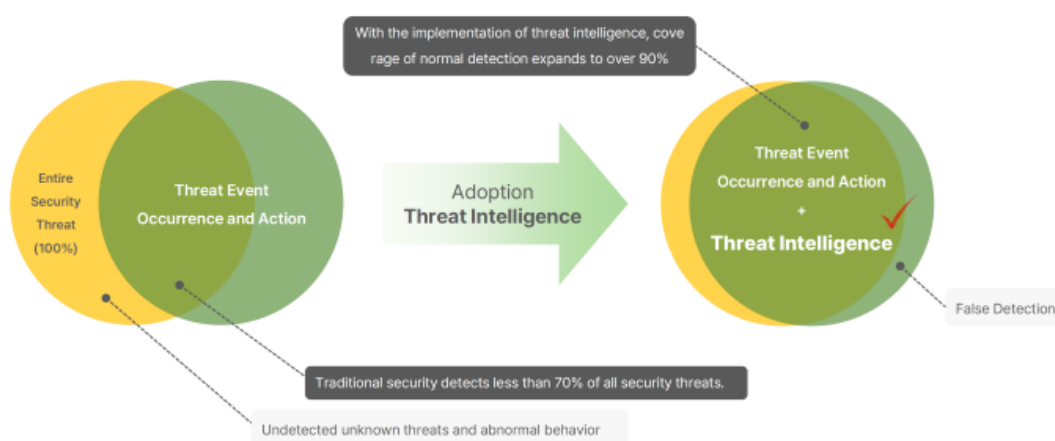 With the implementation of threat intelligence, cove
rage of normal detection expands to over 90%
Entire
Security
Threat
(100%)
Threat Event
Occurrence and Action
Adoption
Threat Intelligence
Threat Event
Occurrence and Action
+
Threat Intelligence
False Detection
Traditional security detects less than 70% of all security threats.
Undetected unknown threats and abnormal behavior